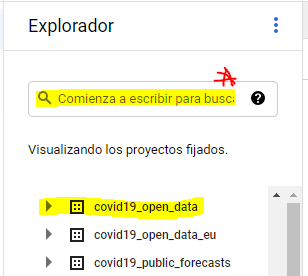 Explorador
Comienza a escribir para busca
Visualizando los proyectos fijados.
covid19_open_data
covid19_open_data_eu
covid19_public_forecasts